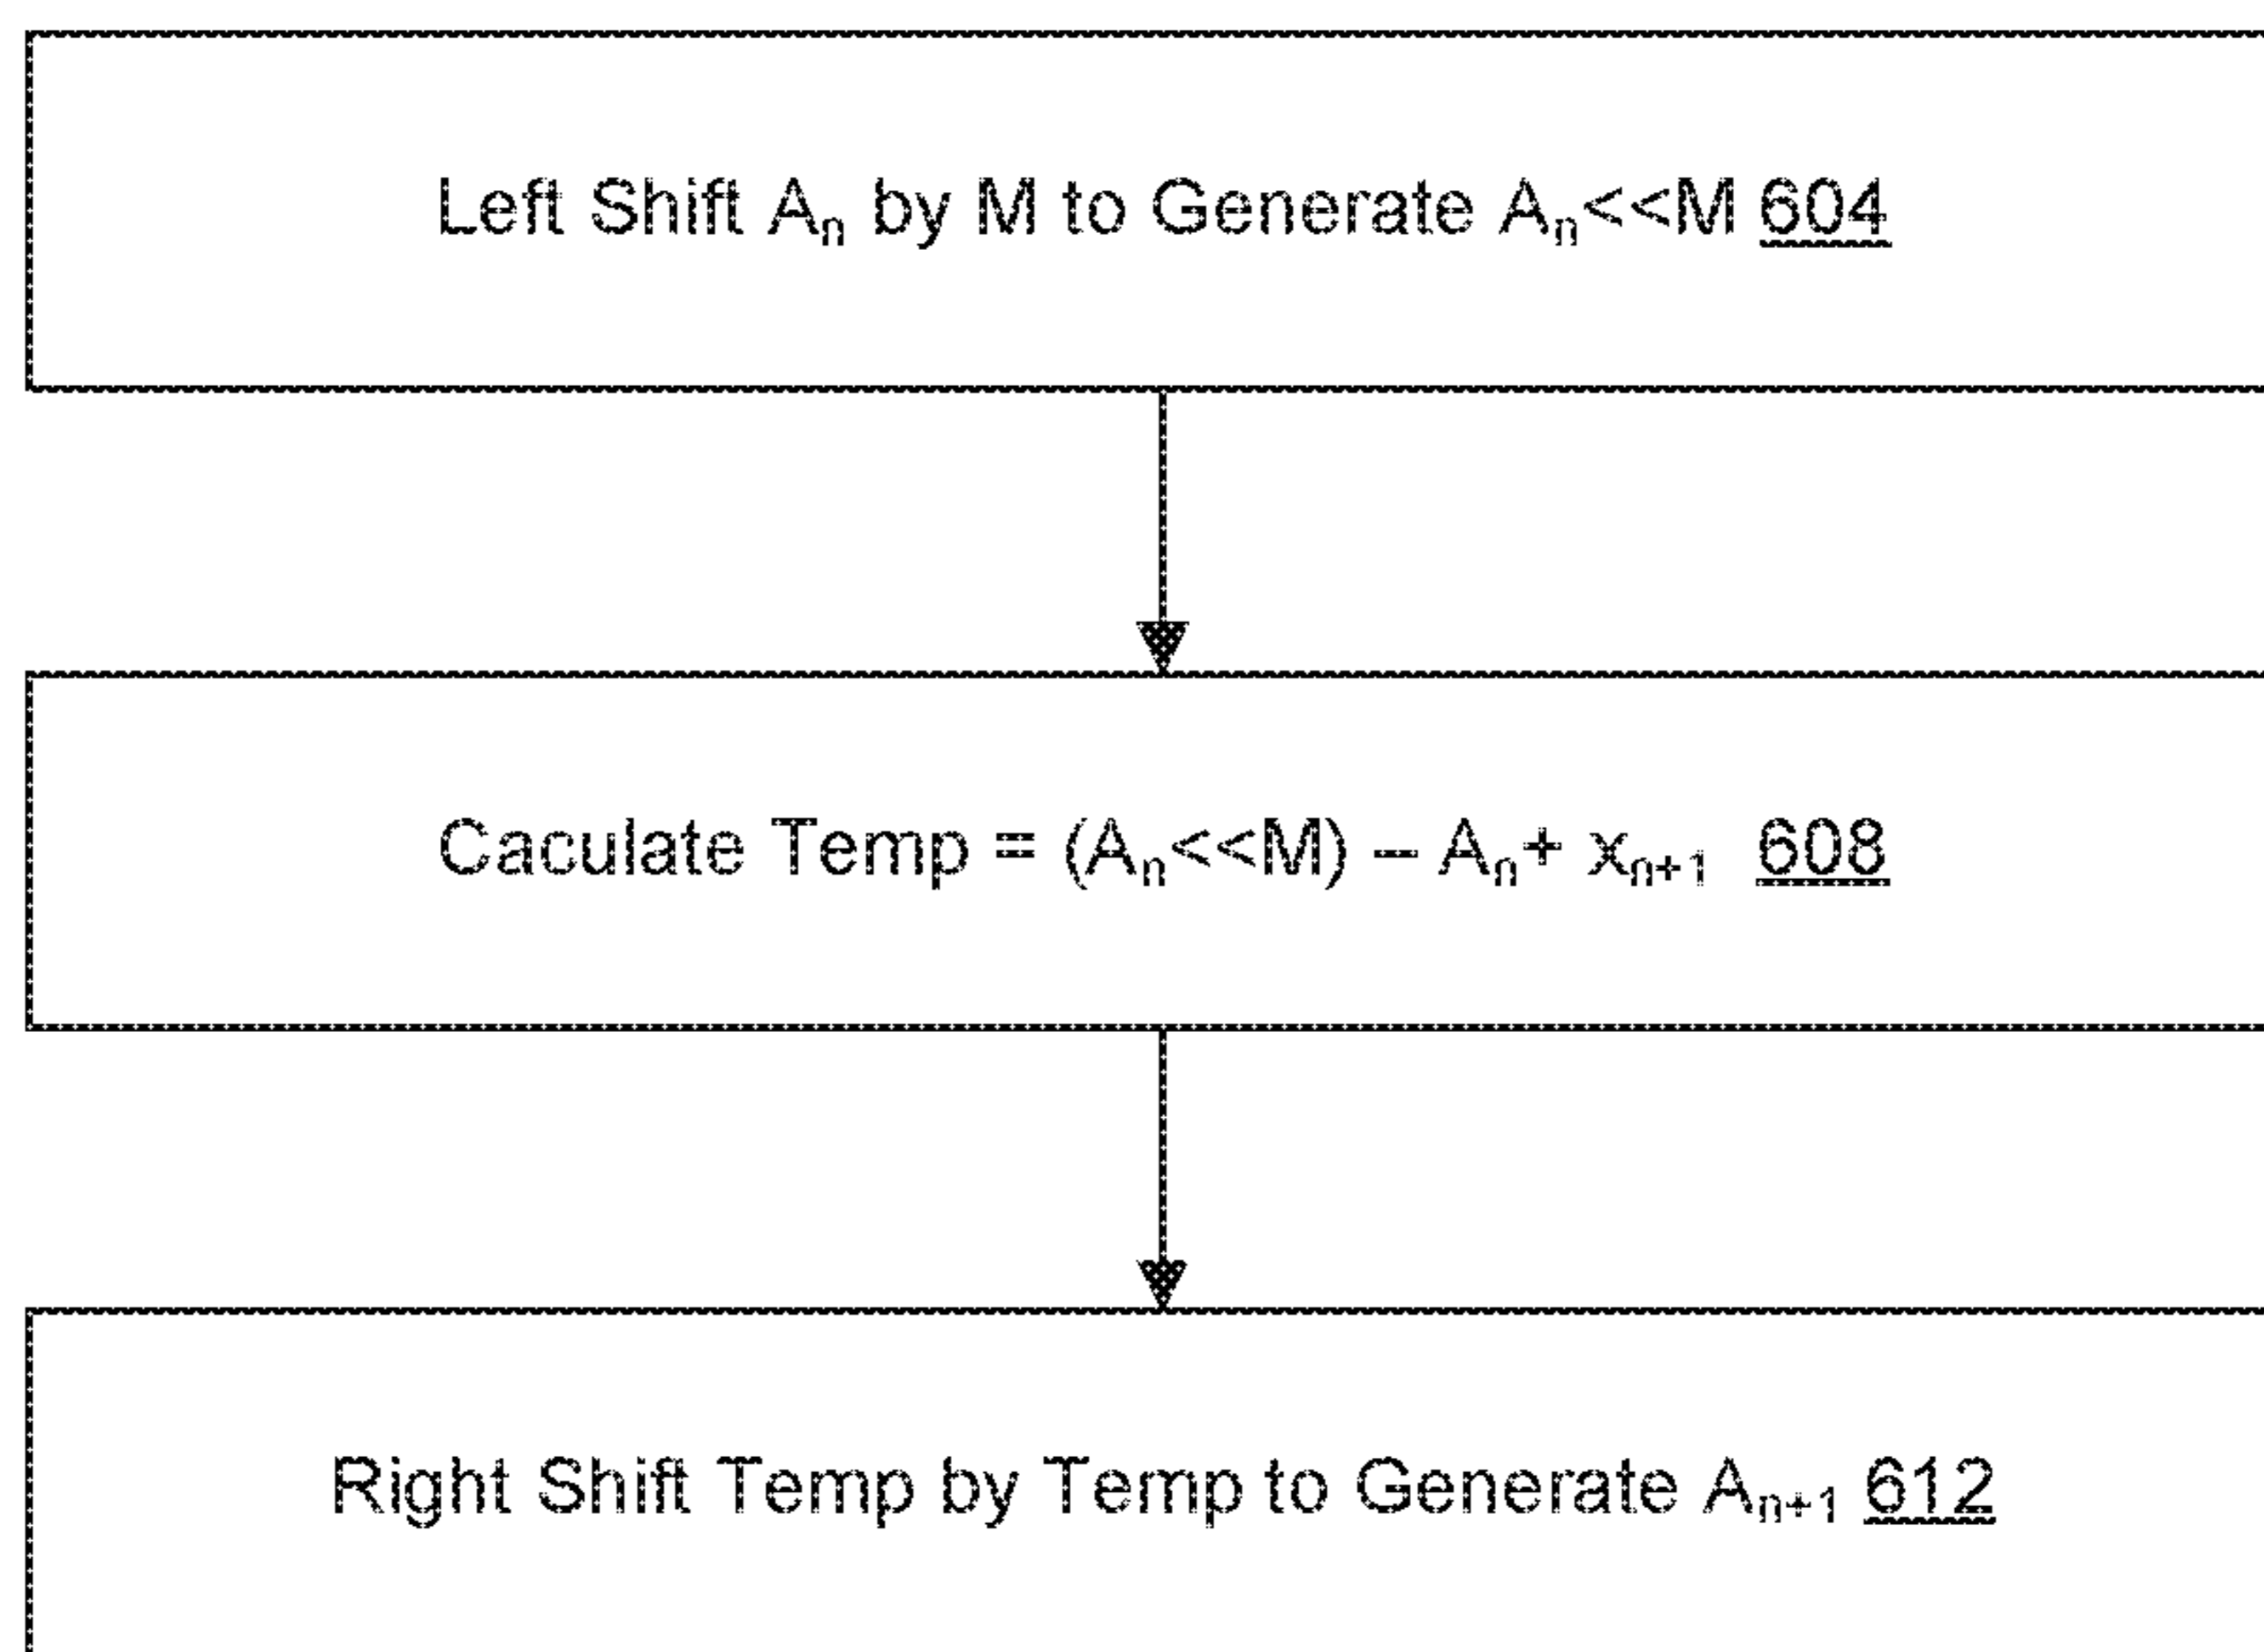 Left Shift Aₙ by M to Generate Aₙ<<M 604
Caculate Temp = (Aₙ<<M) – Aₙ+ xₙ₊₁ 608
Right Shift Temp by Temp to Generate Aₙ₊₁ 612